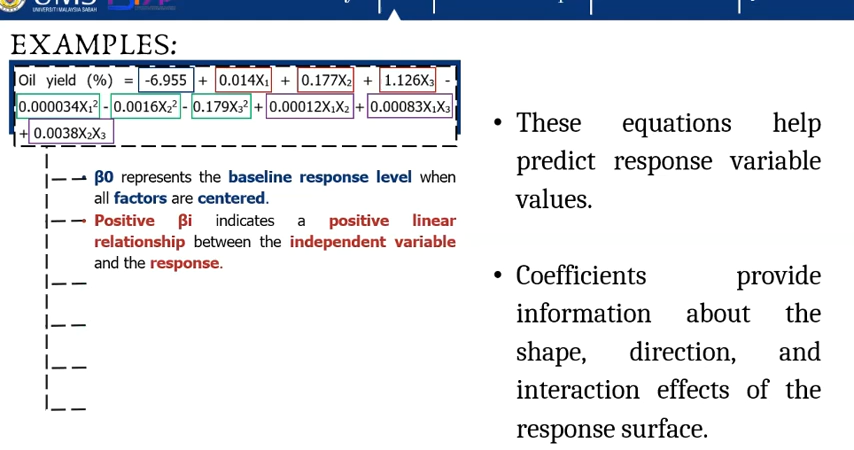 UNIVERSITI MALAYSIA SABAH
EXAMPLES:
Oil yield (%) = -6.955 + 0.014X₁ + 0.177X₂ + 1.126X₃ -
0.000034X₁² - 0.0016X₂² - 0.179X₃² + 0.00012X₁X₂ + 0.00083X₁X₃
+ 0.0038X₂X₃
β0 represents the baseline response level when
all factors are centered.
Positive βi indicates a positive linear
relationship between the independent variable
and the response.
• These equations help
predict response variable
values.
• Coefficients provide
information about the
shape, direction, and
interaction effects of the
response surface.